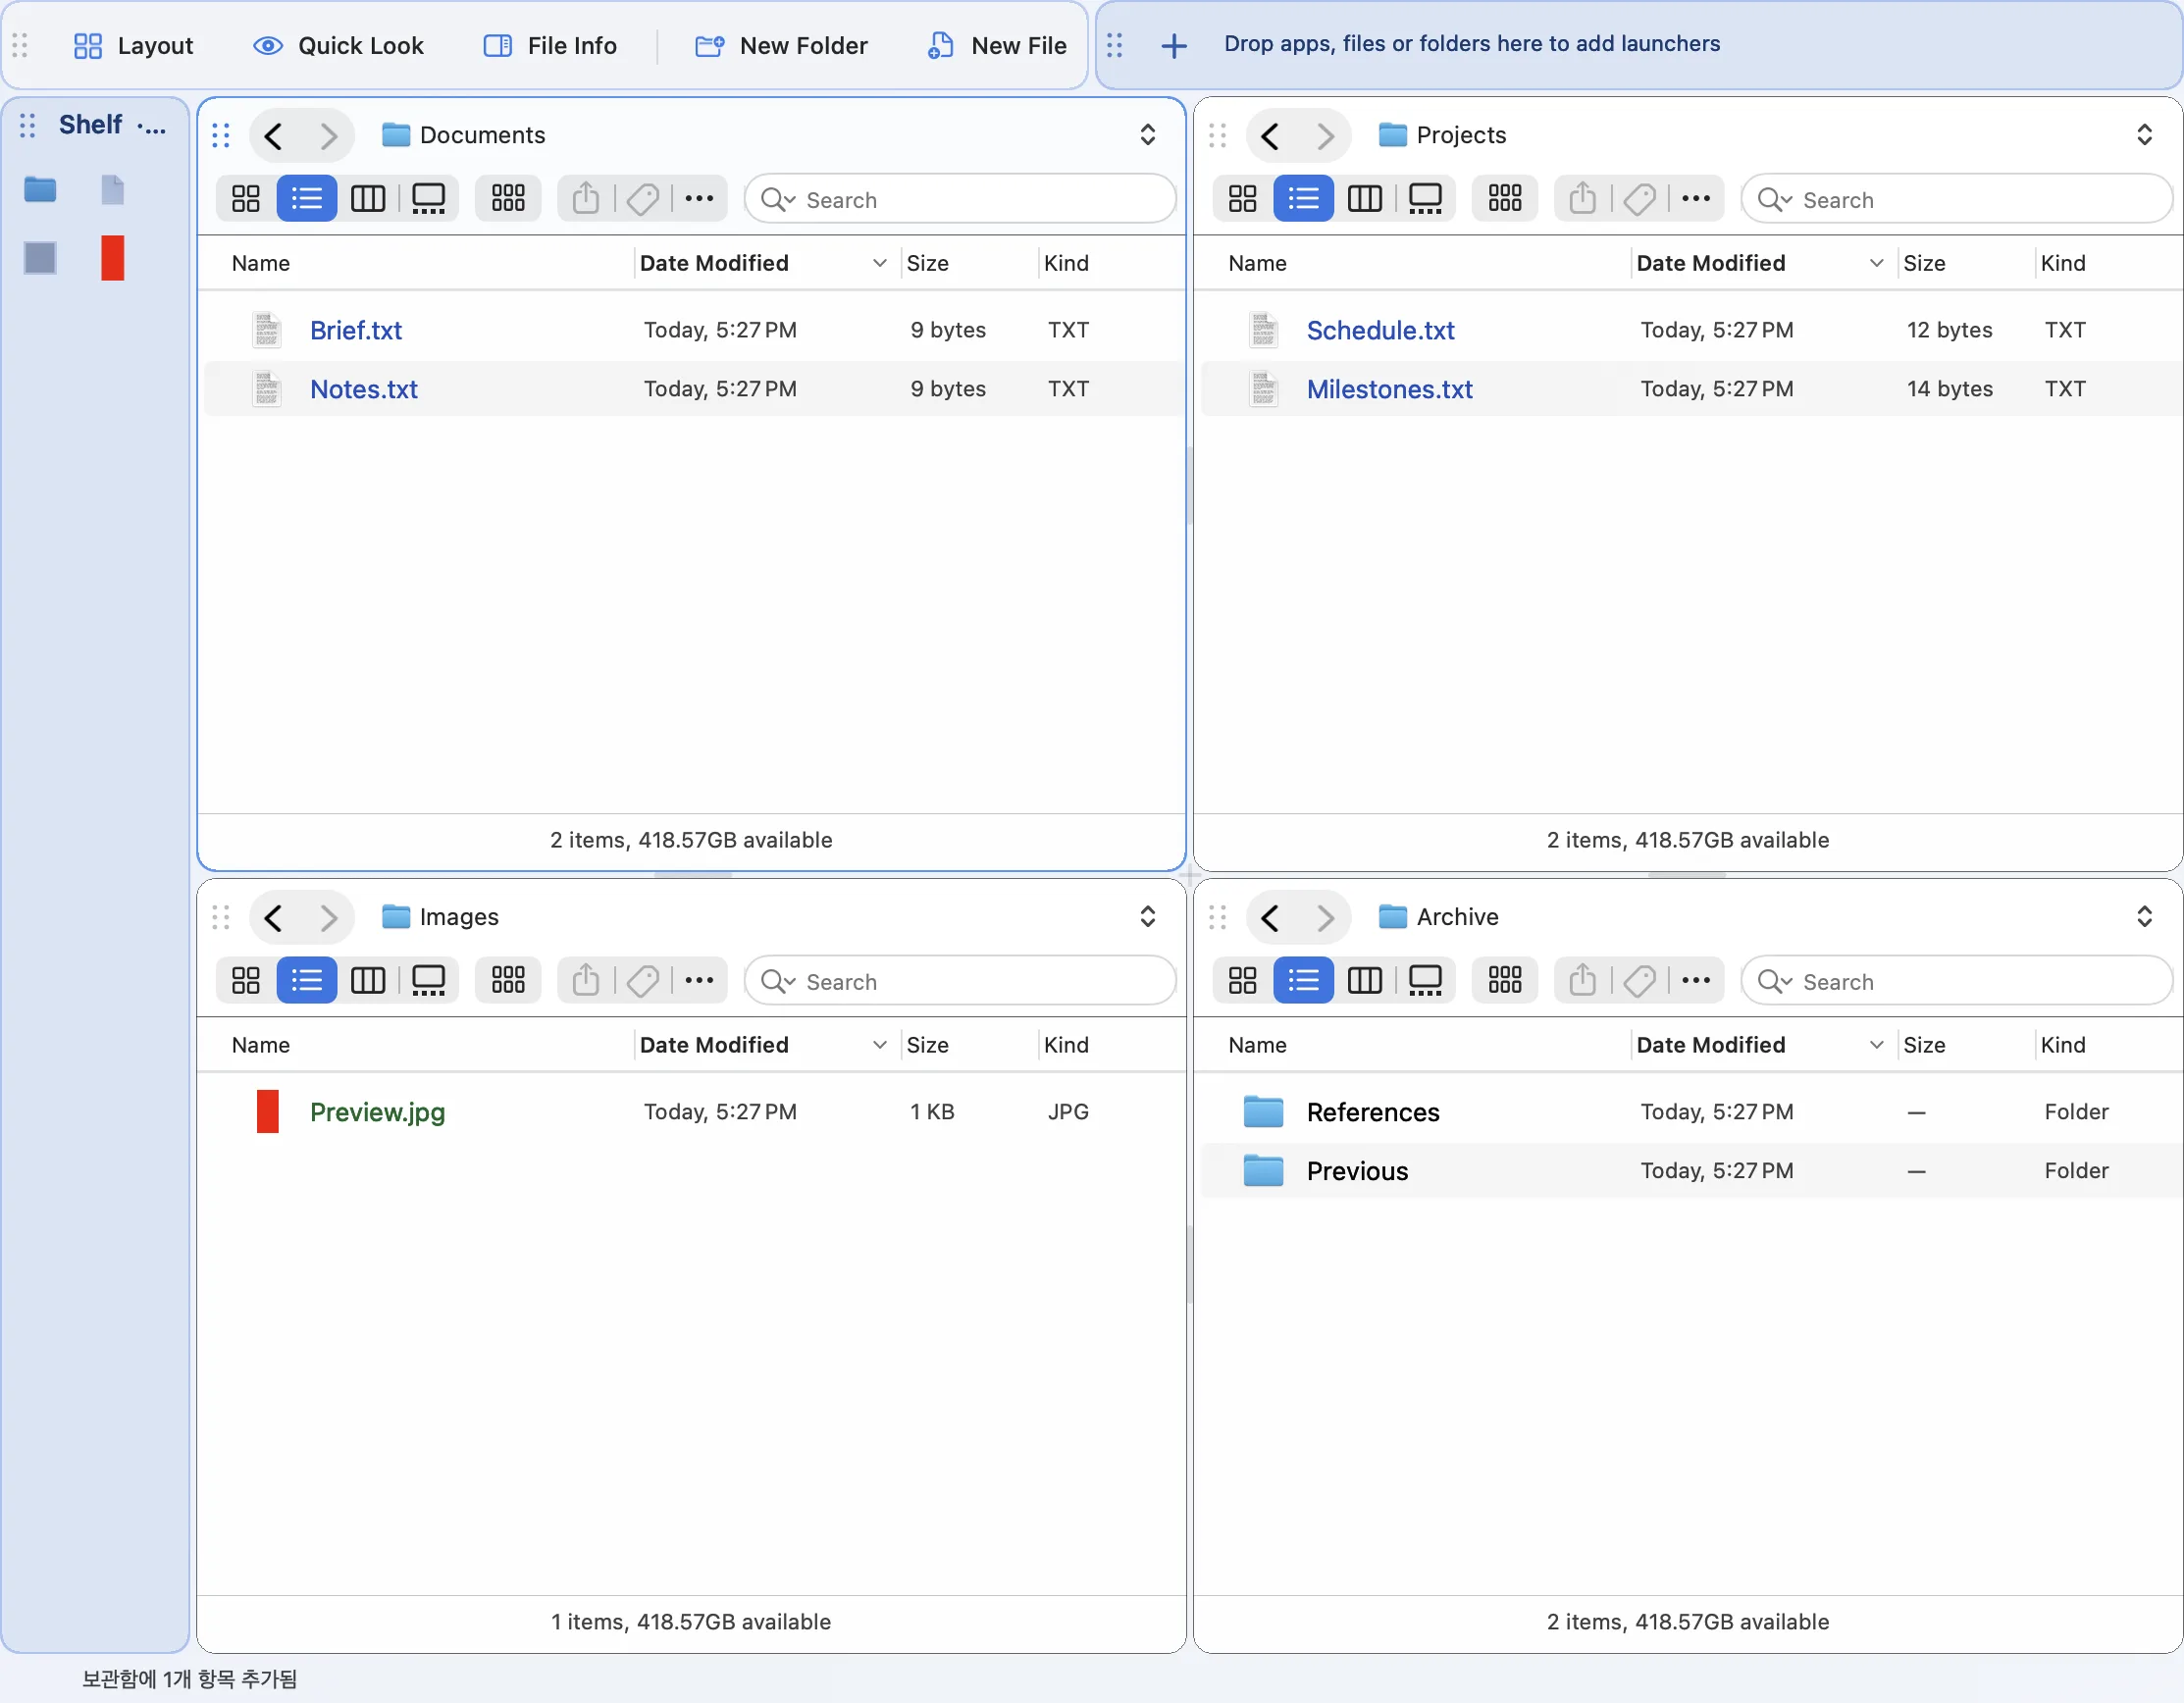 Layout Quick Look File Info New Folder New File
Drop apps, files or folders here to add launchers
Shelf ·...
Documents
Search
Name Date Modified Size Kind
Brief.txt Today, 5:27 PM 9 bytes TXT
Notes.txt Today, 5:27 PM 9 bytes TXT
2 items, 418.57GB available
Projects
Search
Name Date Modified Size Kind
Schedule.txt Today, 5:27 PM 12 bytes TXT
Milestones.txt Today, 5:27 PM 14 bytes TXT
2 items, 418.57GB available
Images
Search
Name Date Modified Size Kind
Preview.jpg Today, 5:27 PM 1 KB JPG
1 items, 418.57GB available
Archive
Search
Name Date Modified Size Kind
References Today, 5:27 PM — Folder
Previous Today, 5:27 PM — Folder
2 items, 418.57GB available
보관함에 1개 항목 추가됨